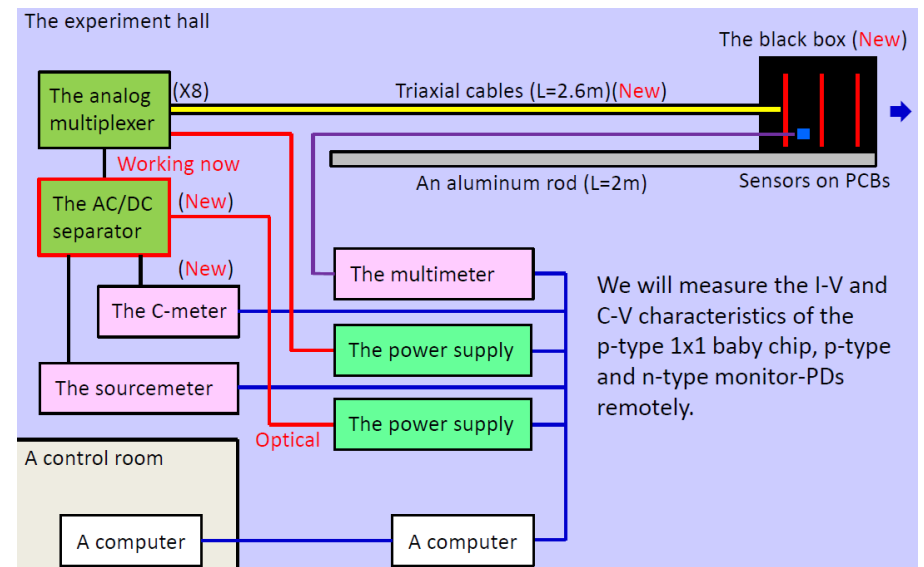 The experiment hall
The black box (New)
The analog
multiplexer
(X8)
Triaxial cables (L=2.6m)(New)
Working now
An aluminum rod (L=2m)
Sensors on PCBs
The AC/DC
separator
(New)
(New)
The multimeter
The C-meter
We will measure the I-V and
C-V characteristics of the
p-type 1x1 baby chip, p-type
and n-type monitor-PDs
remotely.
The power supply
The sourcemeter
The power supply
Optical
A control room
A computer
A computer